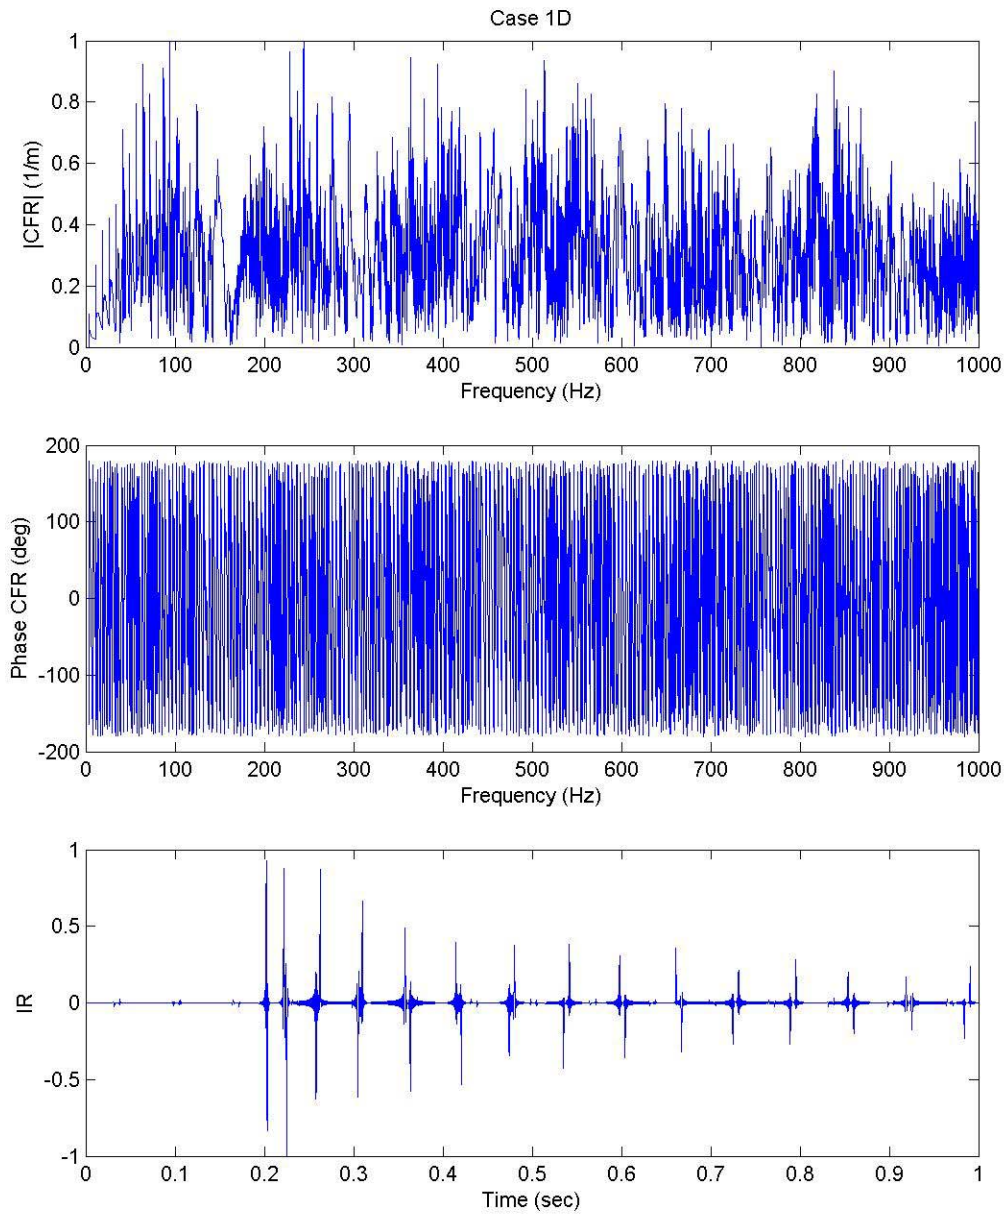 Case 1D
1
0.8
0.6
0.4
0.2
0
|CFR| (1/m)
0 100 200 300 400 500 600 700 800 900 1000
Frequency (Hz)
200
100
0
-100
-200
Phase CFR (deg)
0 100 200 300 400 500 600 700 800 900 1000
Frequency (Hz)
1
0.5
0
-0.5
-1
IR
0 0.1 0.2 0.3 0.4 0.5 0.6 0.7 0.8 0.9 1
Time (sec)